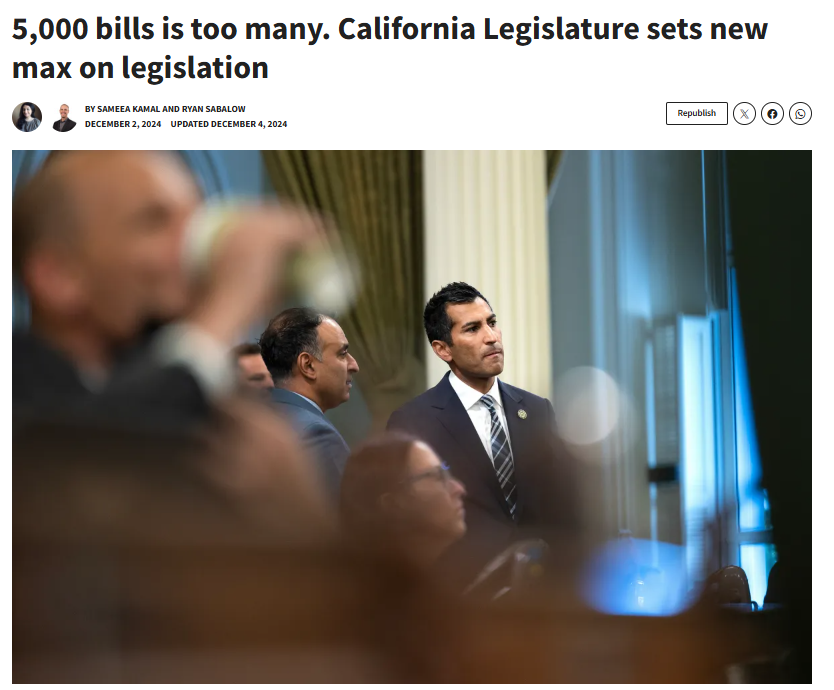 5,000 bills is too many. California Legislature sets new
max on legislation
BY SAMEEA KAMAL AND RYAN SABALOW
DECEMBER 2, 2024 UPDATED DECEMBER 4, 2024
Republish